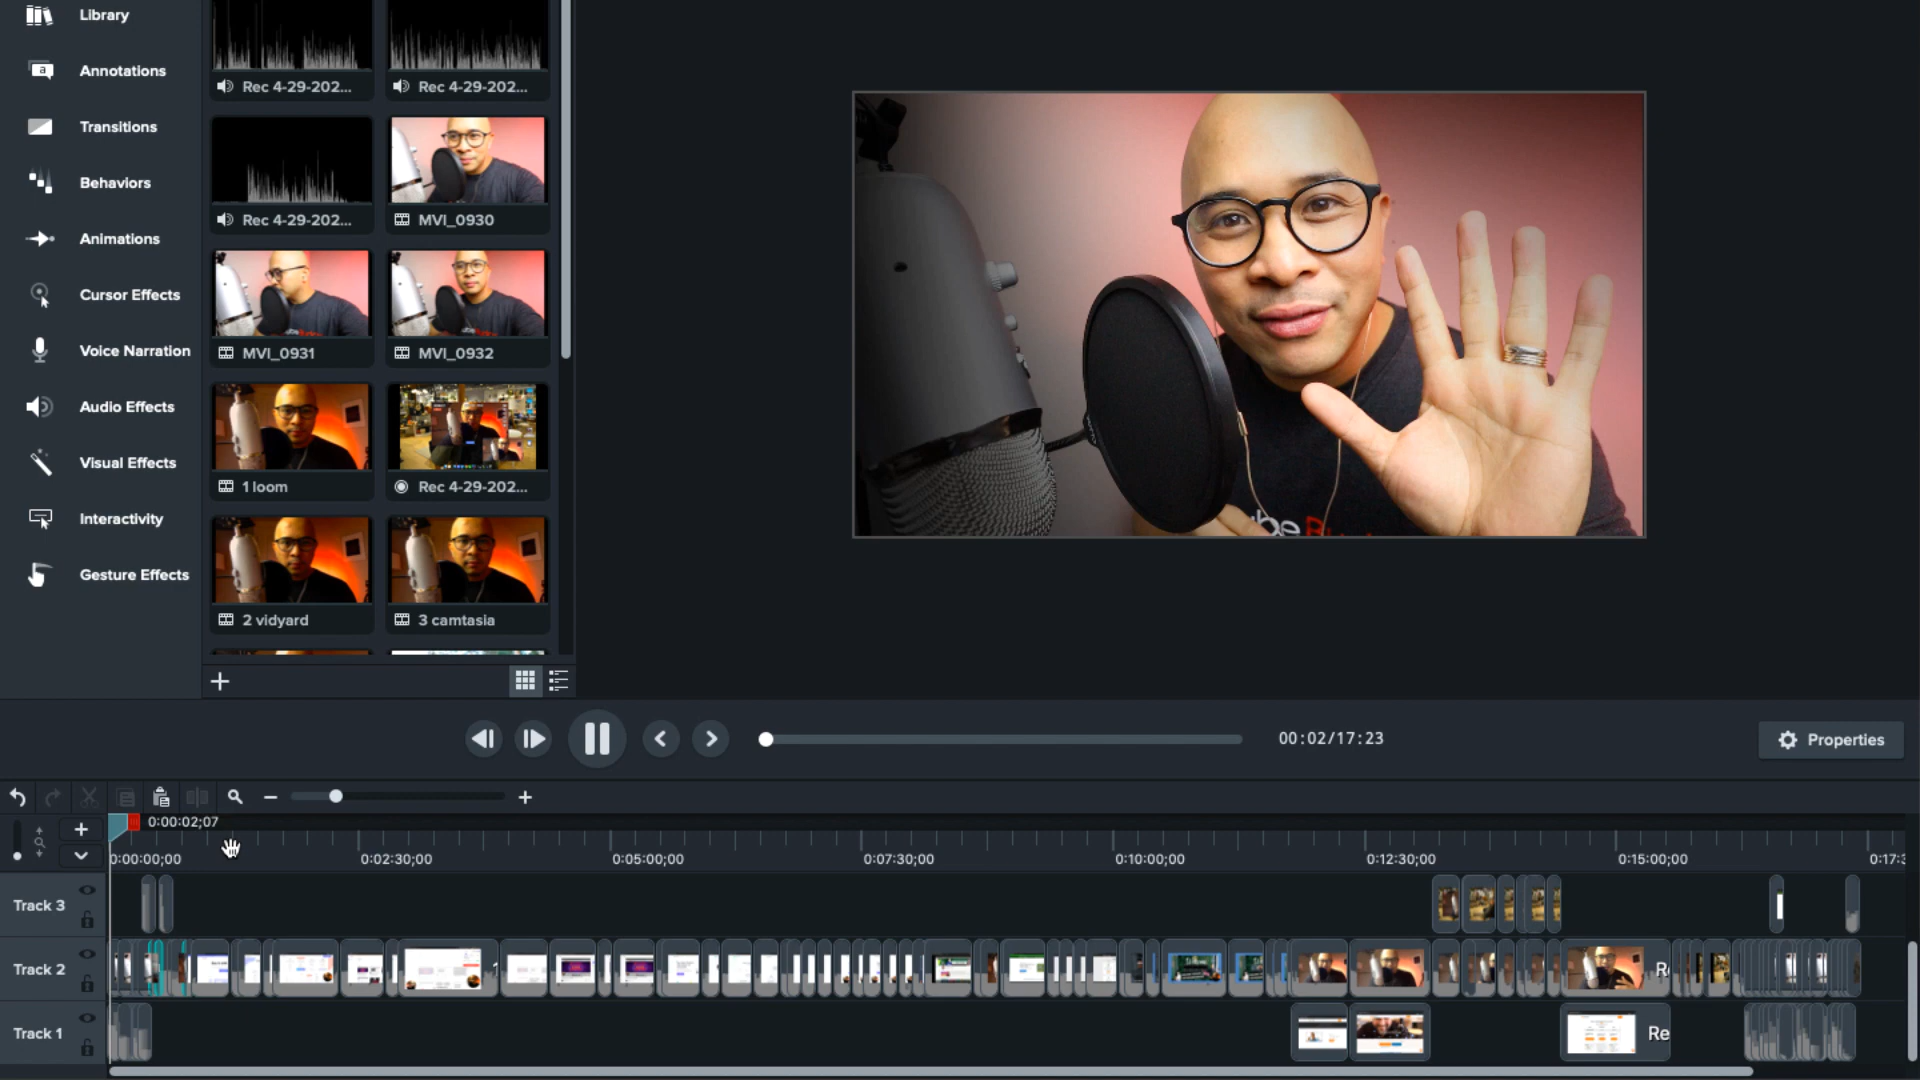 Library
Annotations
Transitions
Behaviors
Animations
Cursor Effects
Voice Narration
Audio Effects
Visual Effects
Interactivity
Gesture Effects
Rec 4-29-202...
Rec 4-29-202...
Rec 4-29-202...
MVI_0930
MVI_0931
MVI_0932
1 loom
Rec 4-29-202...
2 vidyard
3 camtasia
00:02/17:23
Properties
0:00:02;07
0:00:00;00
0:02:30;00
0:05:00;00
0:07:30;00
0:10:00;00
0:12:30;00
0:15:00;00
0:17:3
Track 3
Track 2
Track 1
Re